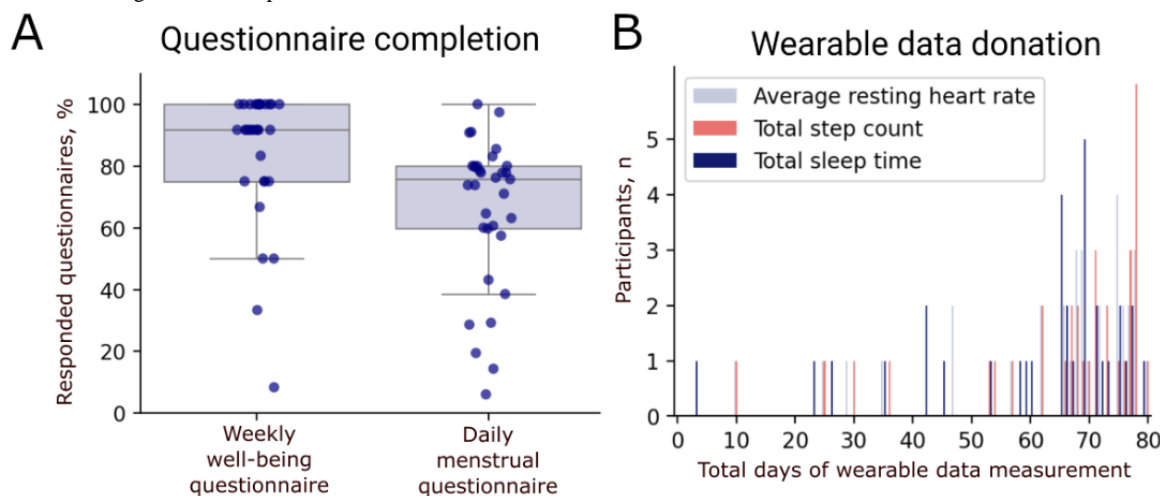 A
Questionnaire completion
Responded questionnaires, %
100
80
60
40
20
0
Weekly
well-being
questionnaire
Daily
menstrual
questionnaire
B
Wearable data donation
Average resting heart rate
Total step count
Total sleep time
Participants, n
5
4
3
2
1
0
0 10 20 30 40 50 60 70 80
Total days of wearable data measurement